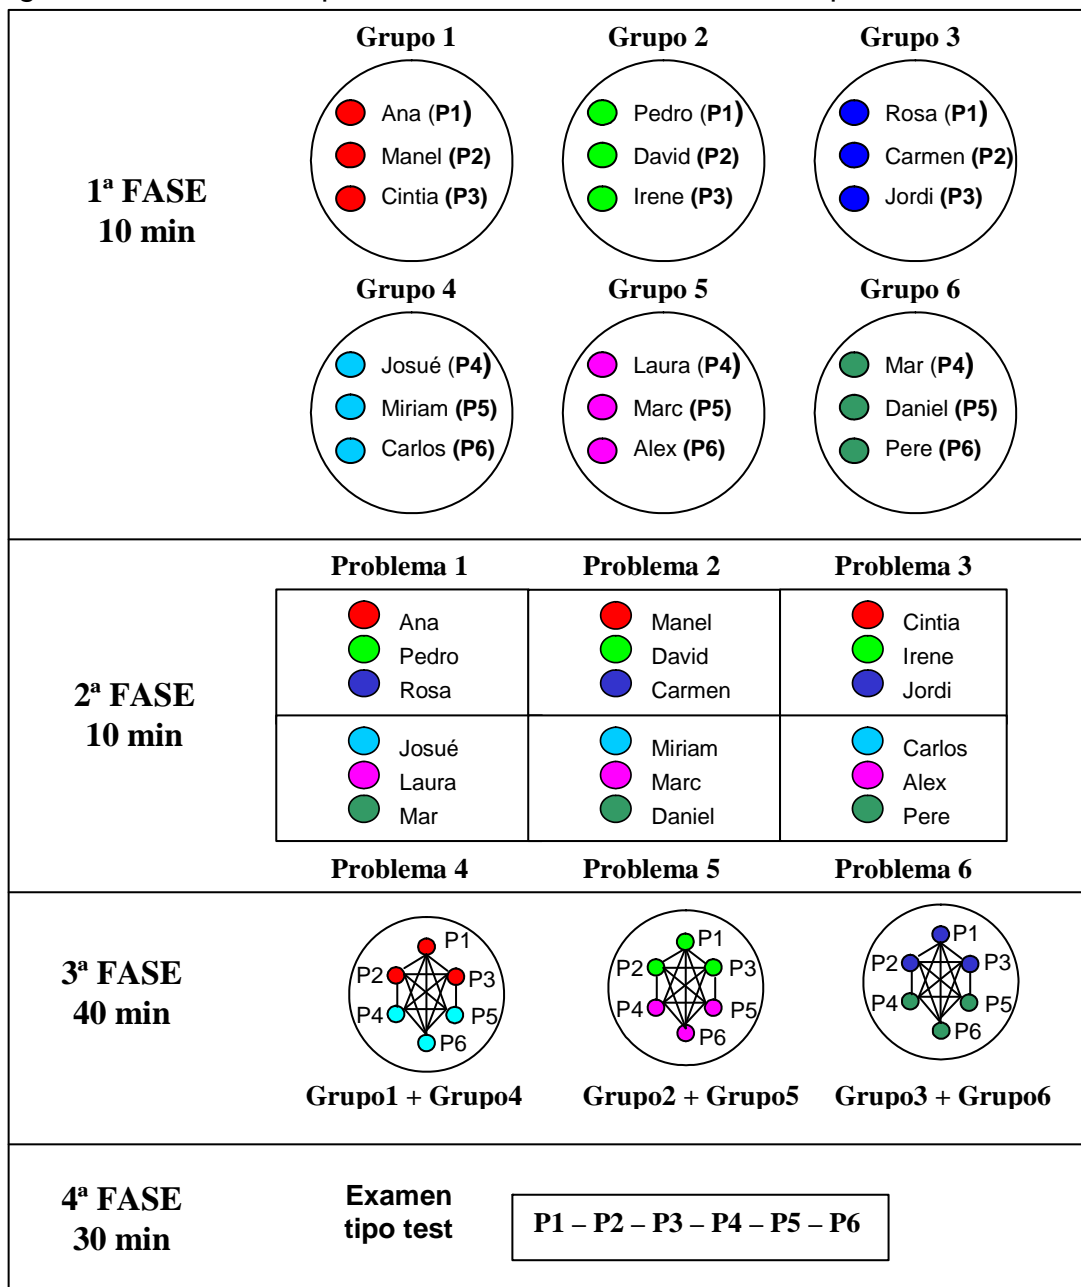 Grupo 1 Grupo 2 Grupo 3
Ana (P1) Pedro (P1) Rosa (P1)
Manel (P2) David (P2) Carmen (P2)
Cintia (P3) Irene (P3) Jordi (P3)
1ª FASE
10 min
Grupo 4 Grupo 5 Grupo 6
Josué (P4) Laura (P4) Mar (P4)
Miriam (P5) Marc (P5) Daniel (P5)
Carlos (P6) Alex (P6) Pere (P6)
Problema 1 Problema 2 Problema 3
Ana Manel Cintia
Pedro David Irene
Rosa Carmen Jordi
2ª FASE
10 min
Josué Miriam Carlos
Laura Marc Alex
Mar Daniel Pere
Problema 4 Problema 5 Problema 6
3ª FASE
40 min
P1 P1 P1
P2 P3 P2 P3 P2 P3
P4 P5 P4 P5 P4 P5
P6 P6 P6
Grupo1 + Grupo4 Grupo2 + Grupo5 Grupo3 + Grupo6
4ª FASE
30 min
Examen
tipo test
P1 – P2 – P3 – P4 – P5 – P6